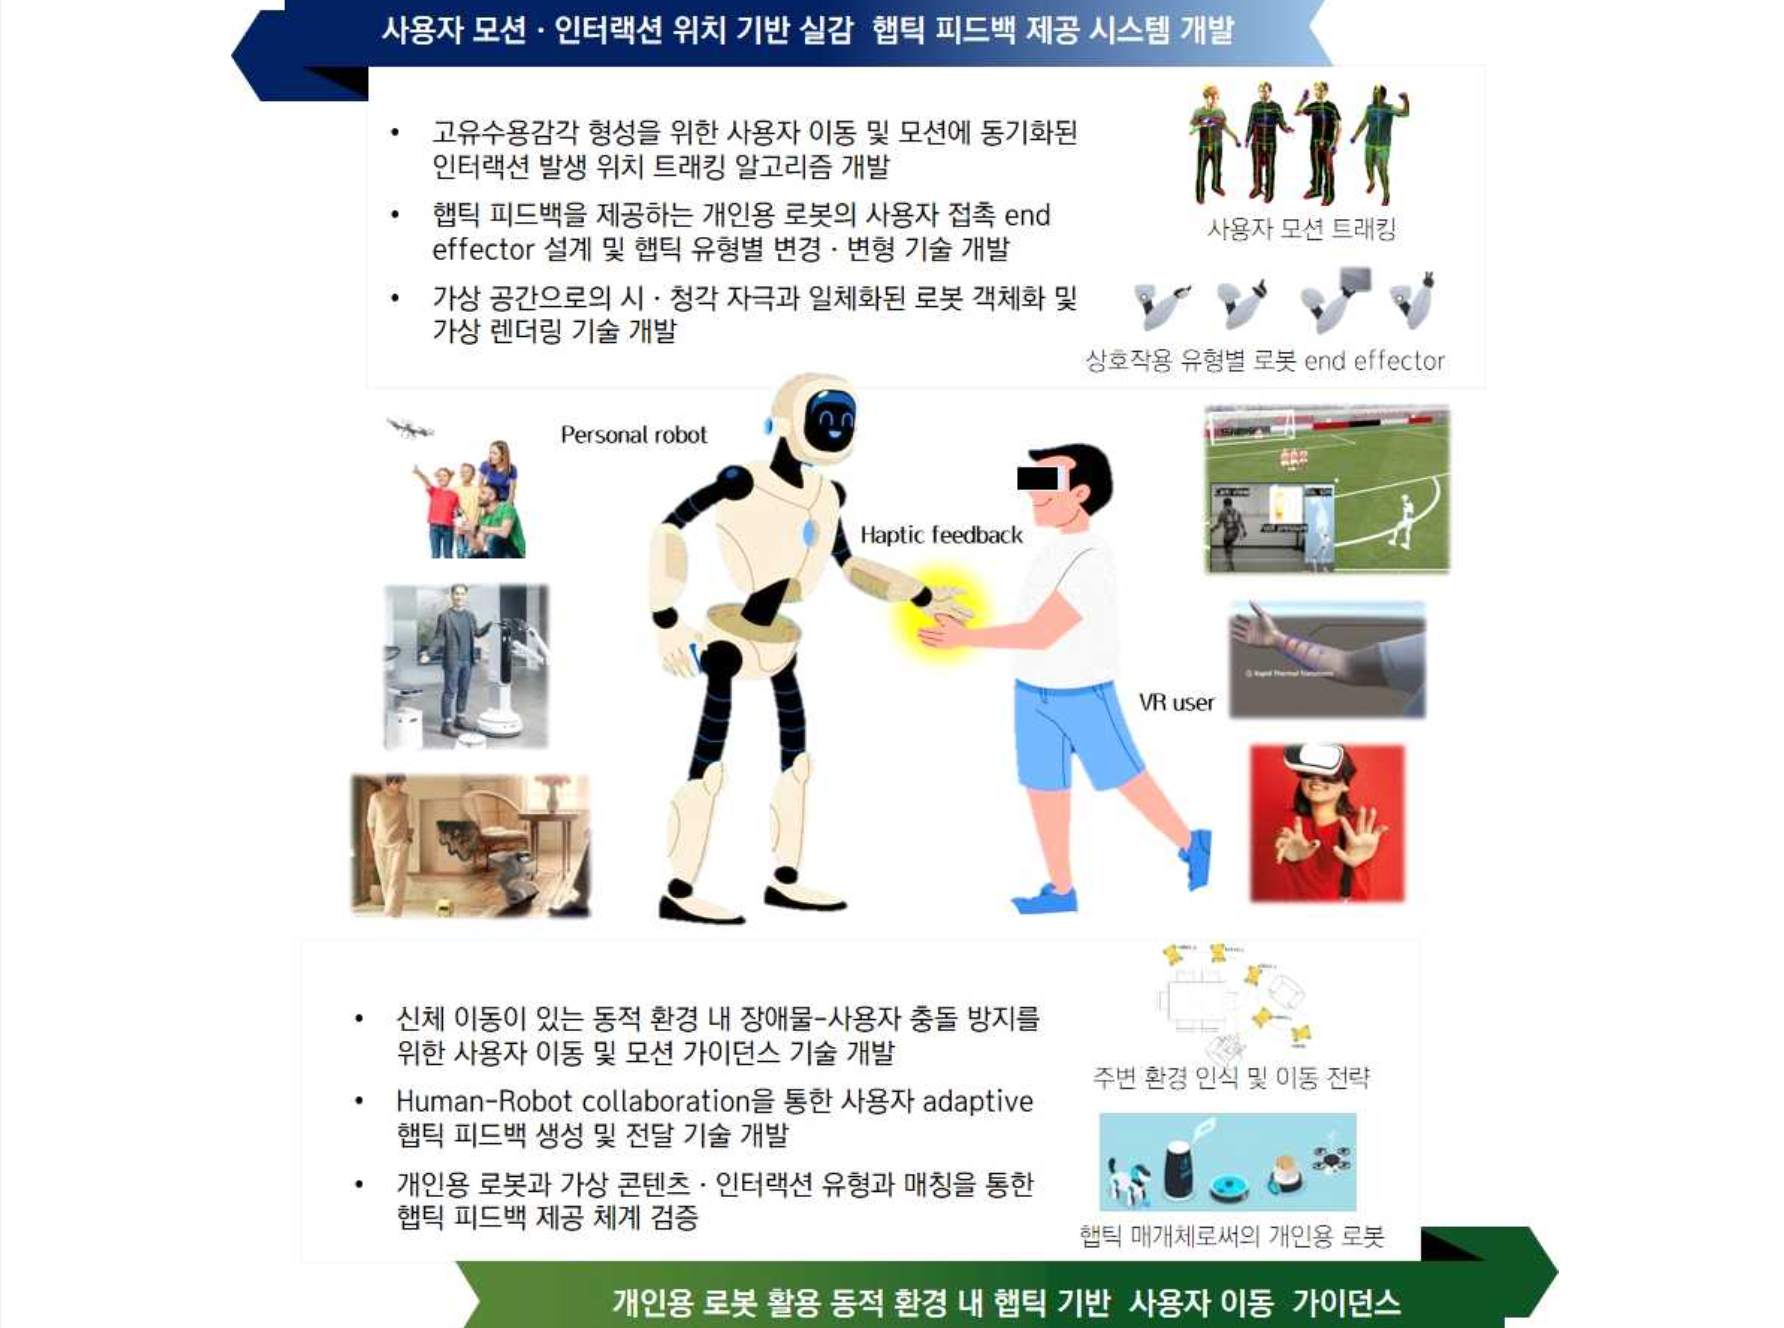 사용자 모션 · 인터랙션 위치 기반 실감 햅틱 피드백 제공 시스템 개발
• 고유수용감각 형성을 위한 사용자 이동 및 모션에 동기화된
인터랙션 발생 위치 트래킹 알고리즘 개발
• 햅틱 피드백을 제공하는 개인용 로봇의 사용자 접촉 end
effector 설계 및 햅틱 유형별 변경 · 변형 기술 개발
• 가상 공간으로의 시 · 청각 자극과 일체화된 로봇 객체화 및
가상 렌더링 기술 개발
사용자 모션 트래킹
상호작용 유형별 로봇 end effector
Personal robot
Haptic feedback
VR user
• 신체 이동이 있는 동적 환경 내 장애물-사용자 충돌 방지를
위한 사용자 이동 및 모션 가이던스 기술 개발
• Human-Robot collaboration을 통한 사용자 adaptive
햅틱 피드백 생성 및 전달 기술 개발
• 개인용 로봇과 가상 콘텐츠 · 인터랙션 유형과 매칭을 통한
햅틱 피드백 제공 체계 검증
주변 환경 인식 및 이동 전략
햅틱 매개체로써의 개인용 로봇
개인용 로봇 활용 동적 환경 내 햅틱 기반 사용자 이동 가이던스